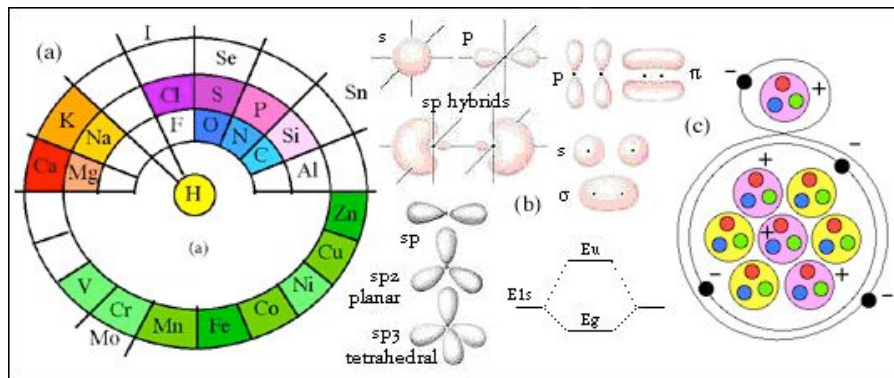 (a)
I
Se
Sn
K
Cl
S
P
Na
F
O
N
Si
Ca
Mg
C
Al
H
(a)
Zn
Cu
Ni
V
Cr
Mn
Fe
Co
Mo
s
p
p
π
sp hybrids
s
σ
(b)
sp
sp2
planar
sp3
tetrahedral
Eu
E1s
Eg
(c)
−
+
−
+
+
−
+
−